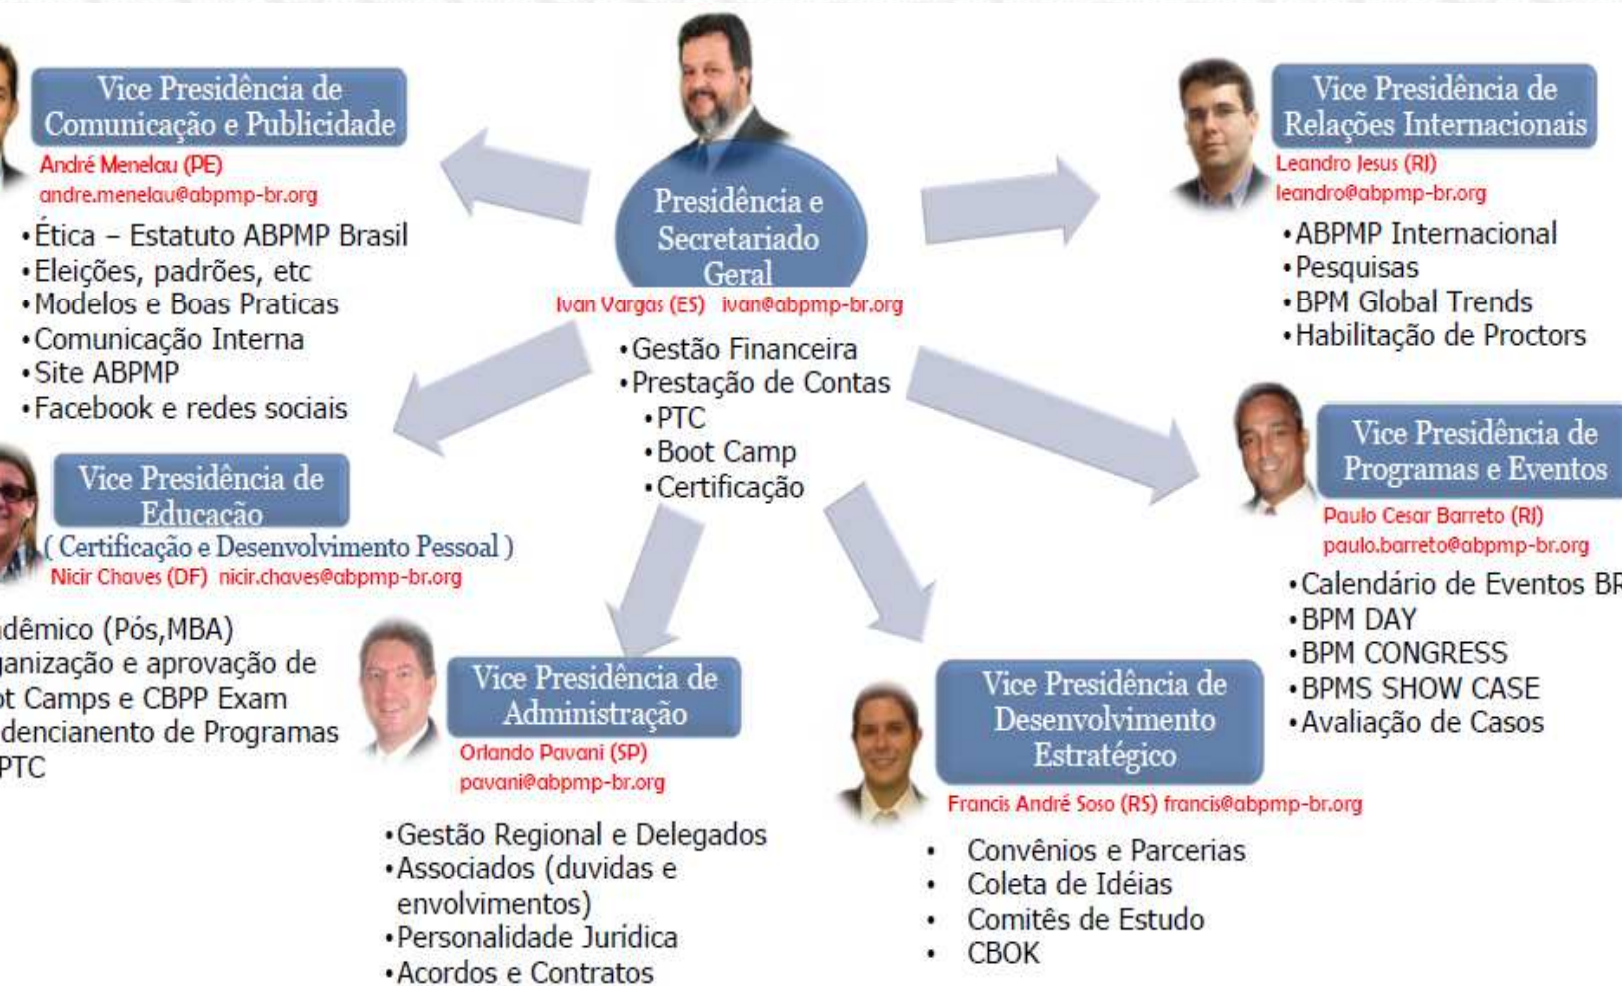 Vice Presidência de
Comunicação e Publicidade
André Menelau (PE)
andre.menelau@abpmp-br.org
•Ética – Estatuto ABPMP Brasil
•Eleições, padrões, etc
•Modelos e Boas Praticas
•Comunicação Interna
•Site ABPMP
•Facebook e redes sociais
Presidência e
Secretariado
Geral
Ivan Vargas (ES) ivan@abpmp-br.org
•Gestão Financeira
•Prestação de Contas
•PTC
•Boot Camp
•Certificação
Vice Presidência de
Relações Internacionais
Leandro Jesus (RJ)
leandro@abpmp-br.org
•ABPMP Internacional
•Pesquisas
•BPM Global Trends
•Habilitação de Proctors
Vice Presidência de
Educação
( Certificação e Desenvolvimento Pessoal )
Nicir Chaves (DF) nicir.chaves@abpmp-br.org
(Pós,MBA)
e aprovação de
Camps e CBPP Exam
de Programas
PTC
Vice Presidência de
Programas e Eventos
Paulo Cesar Barreto (RJ)
paulo.barreto@abpmp-br.org
•Calendário de Eventos BR
•BPM DAY
•BPM CONGRESS
•BPMS SHOW CASE
•Avaliação de Casos
Vice Presidência de
Administração
Orlando Pavani (SP)
pavani@abpmp-br.org
•Gestão Regional e Delegados
•Associados (duvidas e
envolvimentos)
•Personalidade Jurídica
•Acordos e Contratos
Vice Presidência de
Desenvolvimento
Estratégico
Francis André Soso (RS) francis@abpmp-br.org
• Convênios e Parcerias
• Coleta de Idéias
• Comitês de Estudo
• CBOK